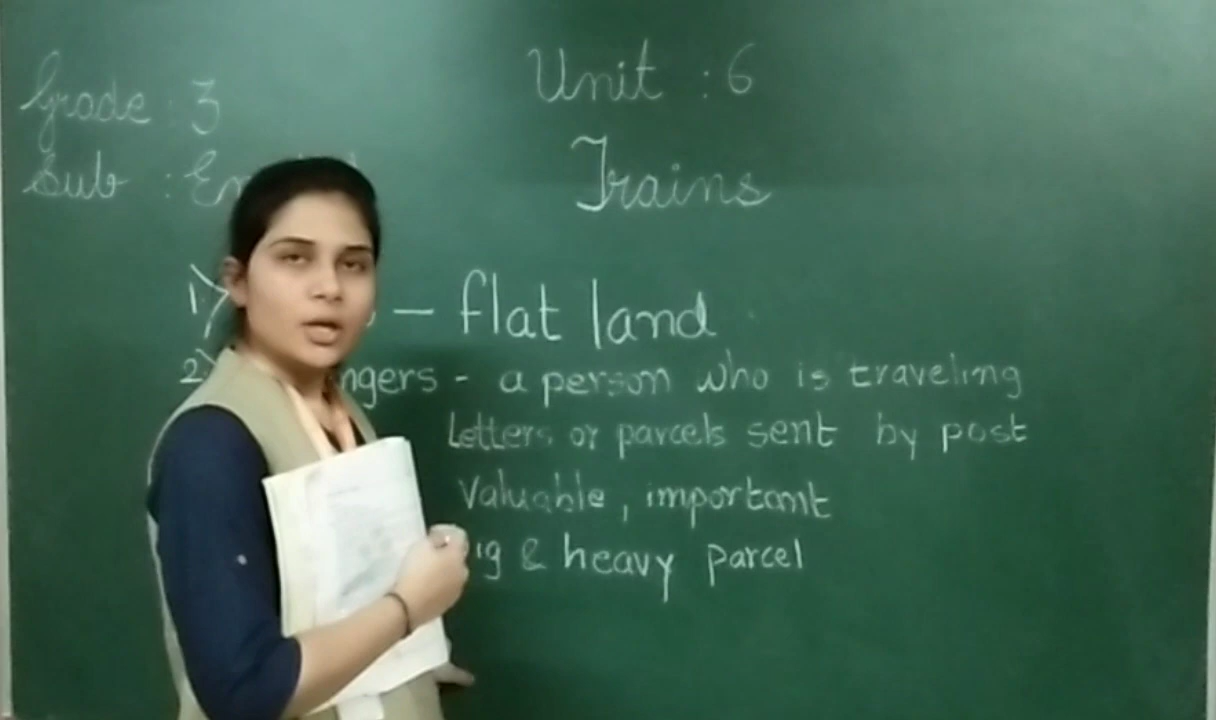 Grade : 3
Unit : 6
Sub :
Trains
1) – flat land
2) ngers - a person who is traveling
Letters or parcels sent by post
Valuable, important
ig & heavy parcel